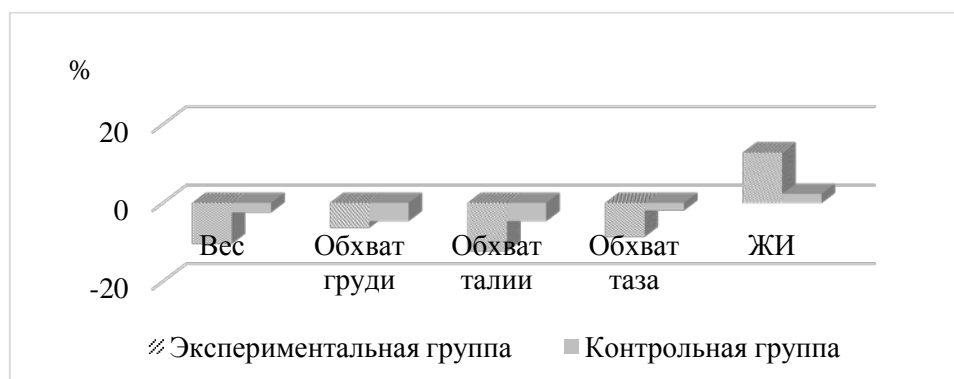 %
20
0
-20
Вес
Обхват груди
Обхват талии
Обхват таза
ЖИ
Экспериментальная группа
Контрольная группа